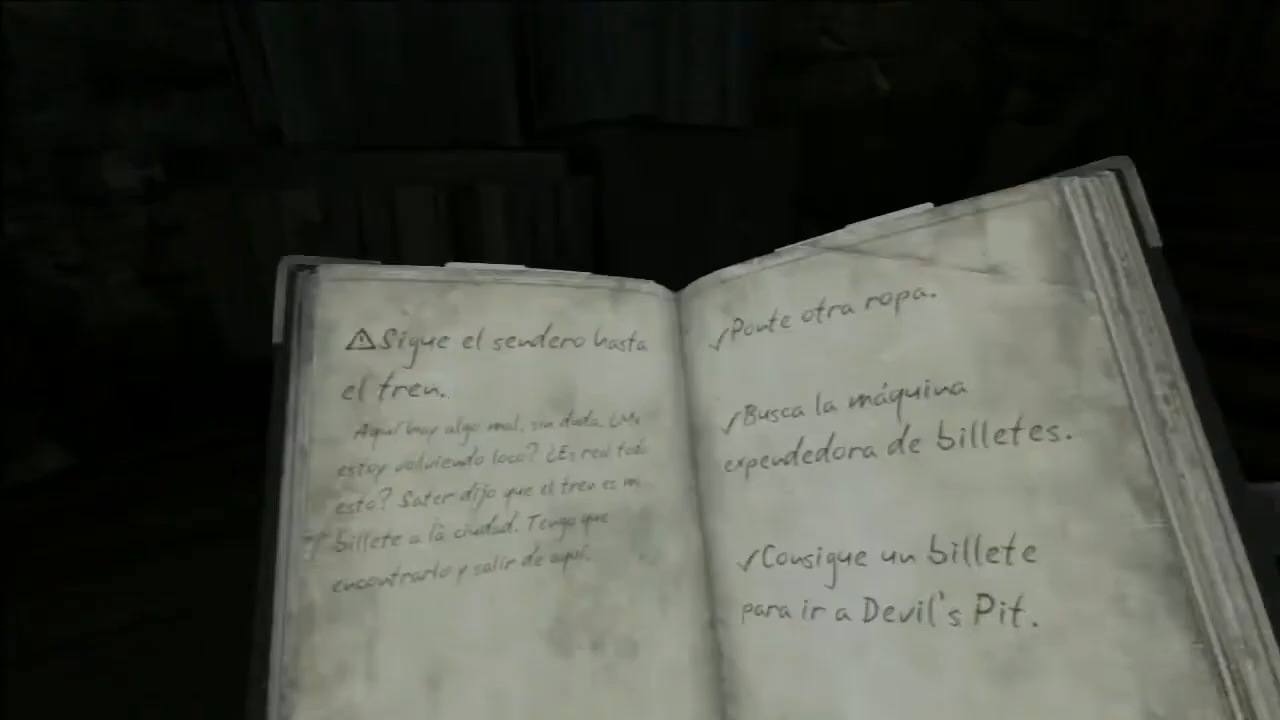 ⚠Sigue el sendero hasta
el tren.
Aquí hay algo mal, sin duda. ¿Me
estoy volviendo loco? ¿Es real todo
esto? Sater dijo que el tren es mi
billete a la ciudad. Tengo que
encontrarlo y salir de aquí.
✓Ponte otra ropa.
✓Busca la máquina
expendedora de billetes.
✓Consigue un billete
para ir a Devil's Pit.